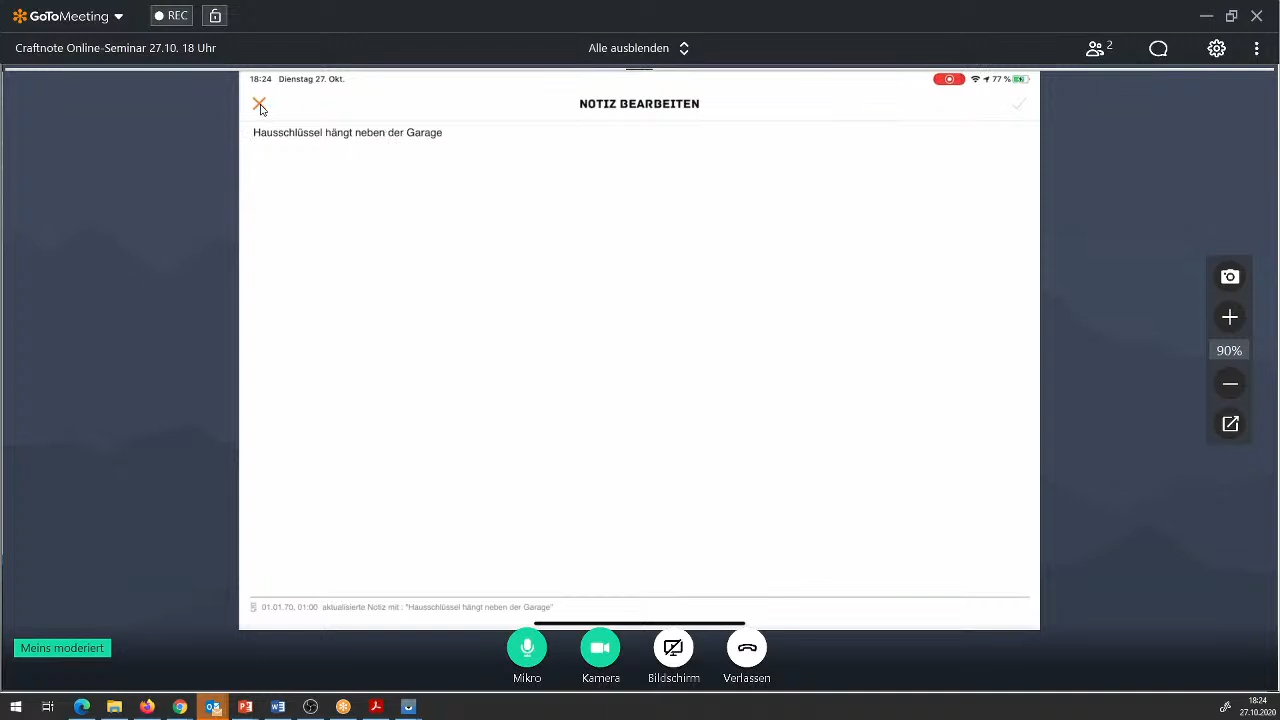 GoToMeeting
REC
Craftnote Online-Seminar 27.10. 18 Uhr
Alle ausblenden
2
18:24 Dienstag 27. Okt.
77 %
NOTIZ BEARBEITEN
Hausschlüssel hängt neben der Garage
90%
01.01.70, 01:00 aktualisierte Notiz mit : "Hausschlüssel hängt neben der Garage"
Meins moderiert
Mikro
Kamera
Bildschirm
Verlassen
18:24
27.10.2020